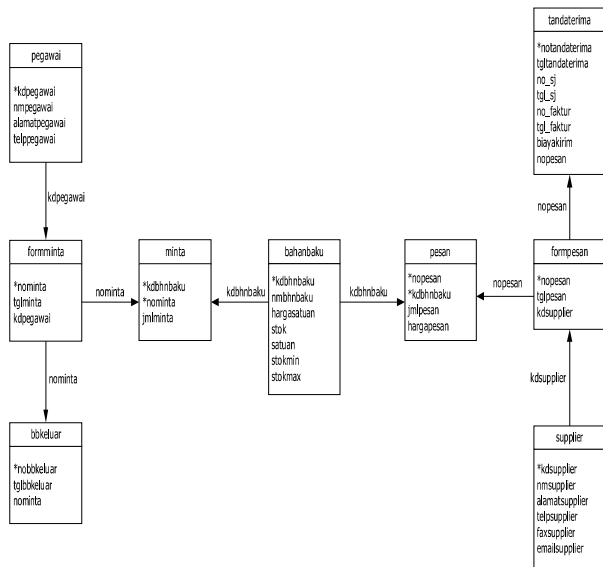 tandaterima
*notandaterima
tgltandaterima
no_sj
tgl_sj
no_faktur
tgl_faktur
biayakirim
nopesan
pegawai
*kdpegawai
nmpegawai
alamatpegawai
telppegawai
kdpegawai
nopesan
formminta
*nominta
tglminta
kdpegawai
nominta
minta
*kdbhnbaku
*nominta
jmlminta
kdbhnbaku
bahanbaku
*kdbhnbaku
nmbhnbaku
hargasatuan
stok
satuan
stokmin
stokmax
kdbhnbaku
pesan
*nopesan
*kdbhnbaku
jmlpesan
hargapesan
nopesan
formpesan
*nopesan
tglpesan
kdsupplier
nominta
kdsupplier
bbkeluar
*nobbkeluar
tglbbkeluar
nominta
supplier
*kdsupplier
nmsupplier
alamatsupplier
telpsupplier
faxsupplier
emailsupplier